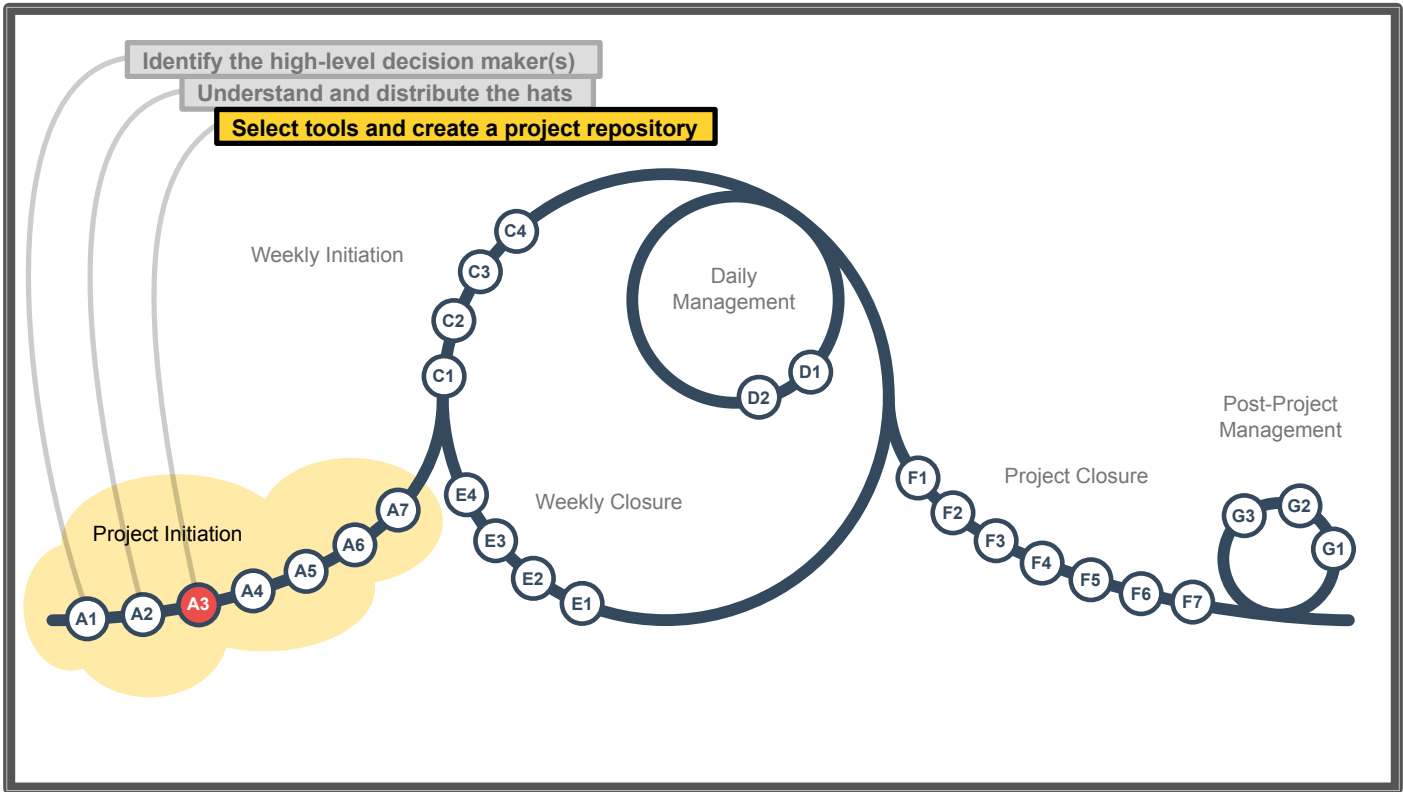 Identify the high-level decision maker(s)
Understand and distribute the hats
Select tools and create a project repository
Weekly Initiation
C4
C3
C2
C1
Daily
Management
D1
D2
Post-Project
Management
Project Initiation
A1
A2
A3
A4
A5
A6
A7
Weekly Closure
E4
E3
E2
E1
Project Closure
F1
F2
F3
F4
F5
F6
F7
G3
G2
G1